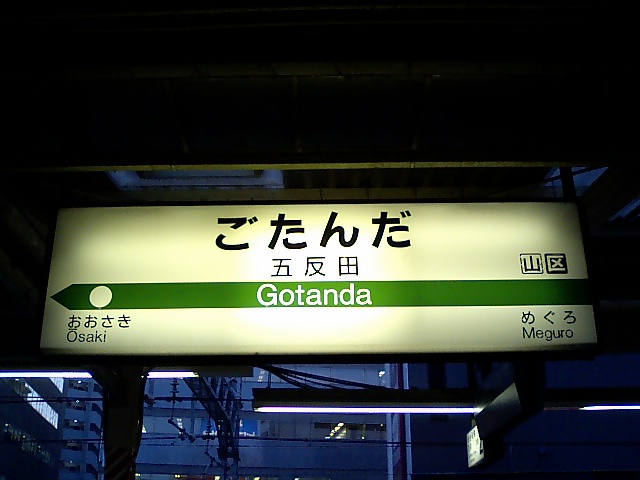 ごたんだ
五反田
山区
Gotanda
おおさき
Ōsaki
めぐろ
Meguro